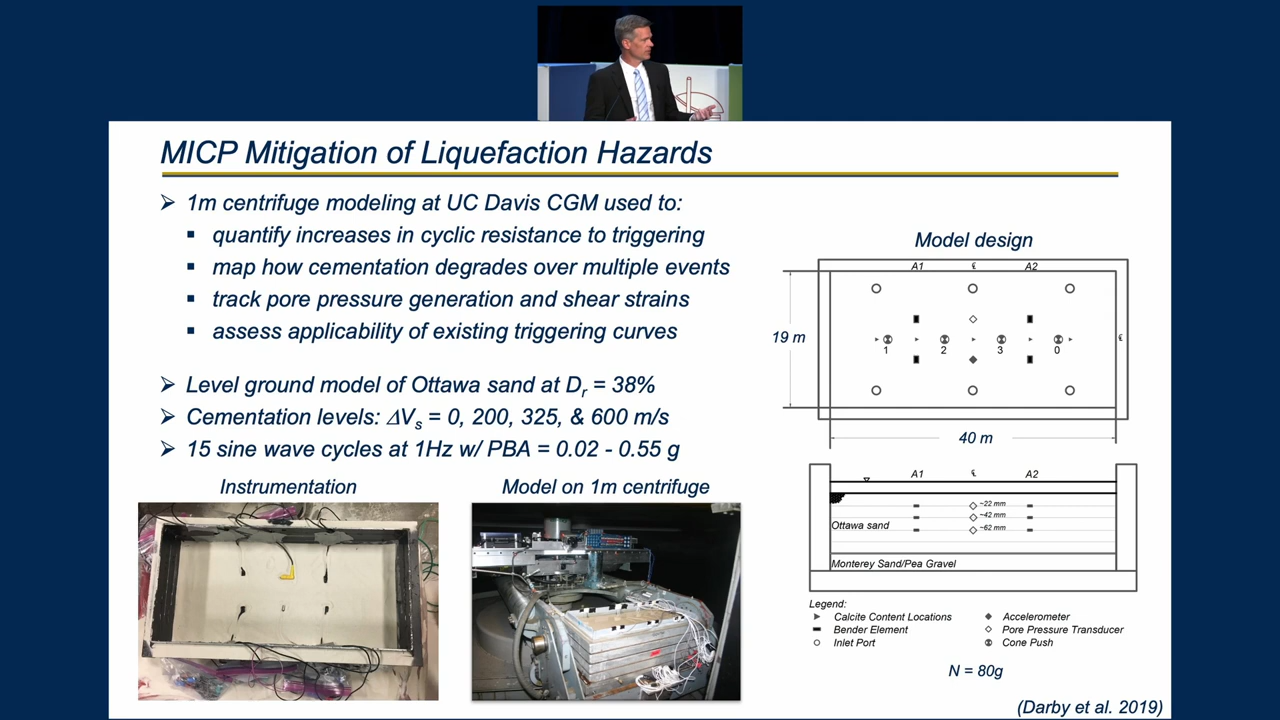 MICP Mitigation of Liquefaction Hazards
➢ 1m centrifuge modeling at UC Davis CGM used to:
▪ quantify increases in cyclic resistance to triggering
▪ map how cementation degrades over multiple events
▪ track pore pressure generation and shear strains
▪ assess applicability of existing triggering curves
➢ Level ground model of Ottawa sand at Dr = 38%
➢ Cementation levels: ΔVs = 0, 200, 325, & 600 m/s
➢ 15 sine wave cycles at 1Hz w/ PBA = 0.02 - 0.55 g
Instrumentation
Model on 1m centrifuge
Model design
A1 ℄ A2
19 m
1 2 3 0
℄
40 m
A1 ℄ A2
~22 mm
~42 mm
~62 mm
Ottawa sand
Monterey Sand/Pea Gravel
Legend:
Calcite Content Locations
Bender Element
Inlet Port
Accelerometer
Pore Pressure Transducer
Cone Push
N = 80g
(Darby et al. 2019)